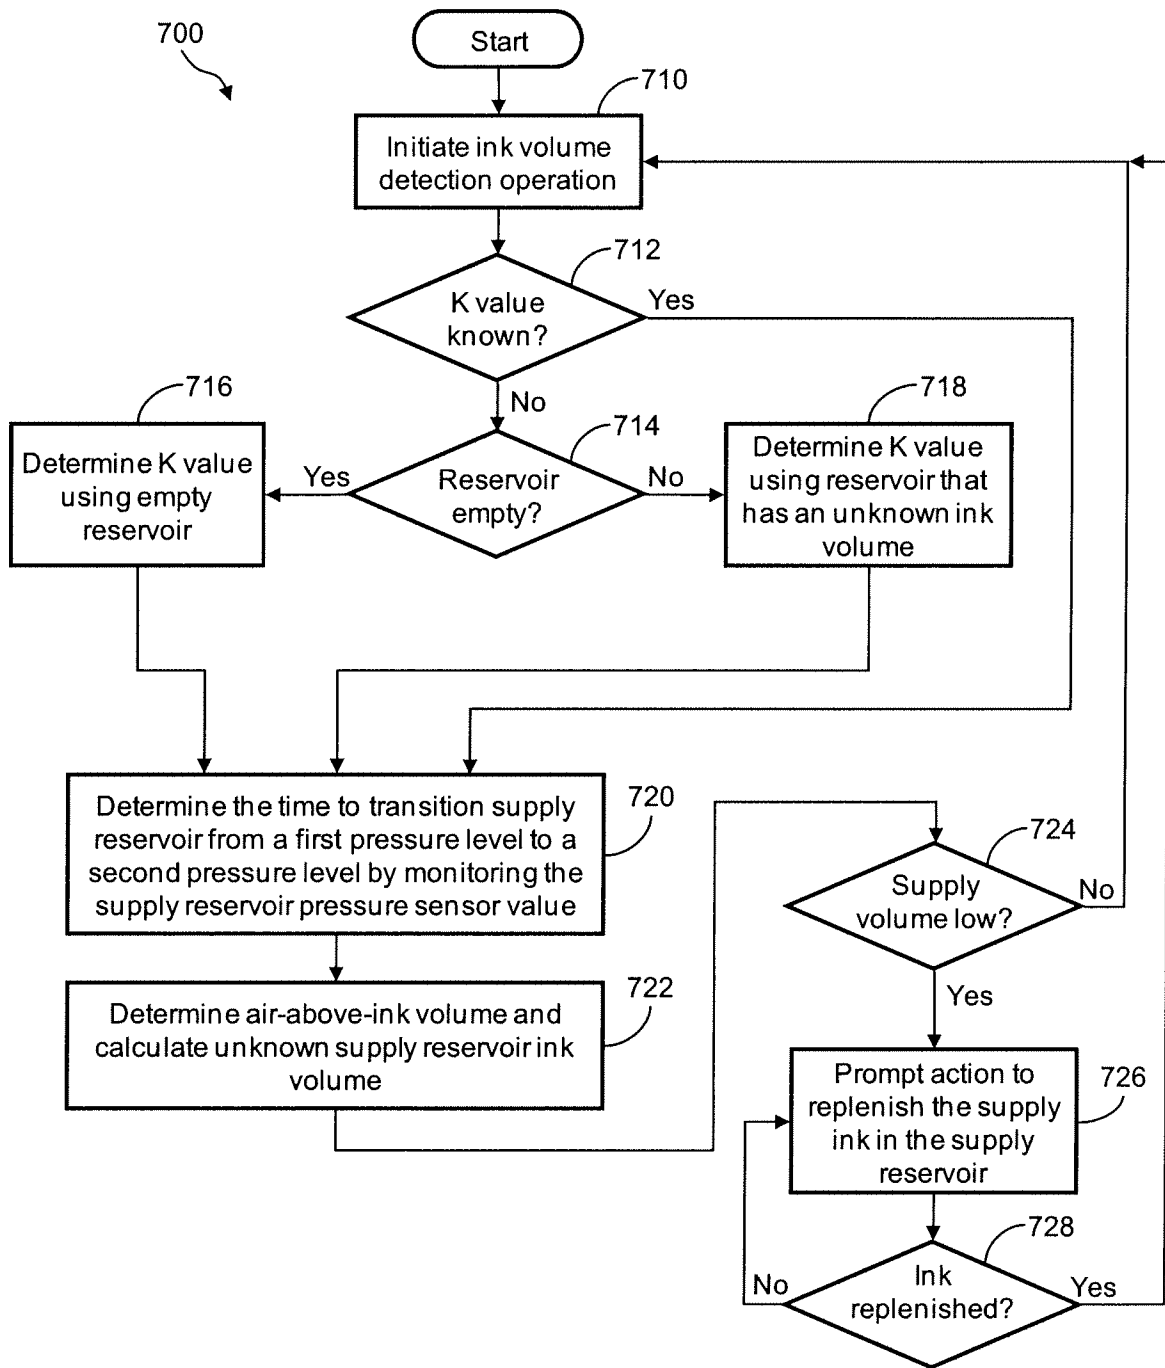 700
Start
710
Initiate ink volume
detection operation
712
K value
known?
Yes
No
716
Determine K value
using empty
reservoir
Yes
714
Reservoir
empty?
No
718
Determine K value
using reservoir that
has an unknown ink
volume
Determine the time to transition supply
reservoir from a first pressure level to a
second pressure level by monitoring the
supply reservoir pressure sensor value
720
Determine air-above-ink volume and
calculate unknown supply reservoir ink
volume
722
724
Supply
volume low?
No
Yes
Prompt action to
replenish the supply
ink in the supply
reservoir
726
728
Ink
replenished?
No
Yes